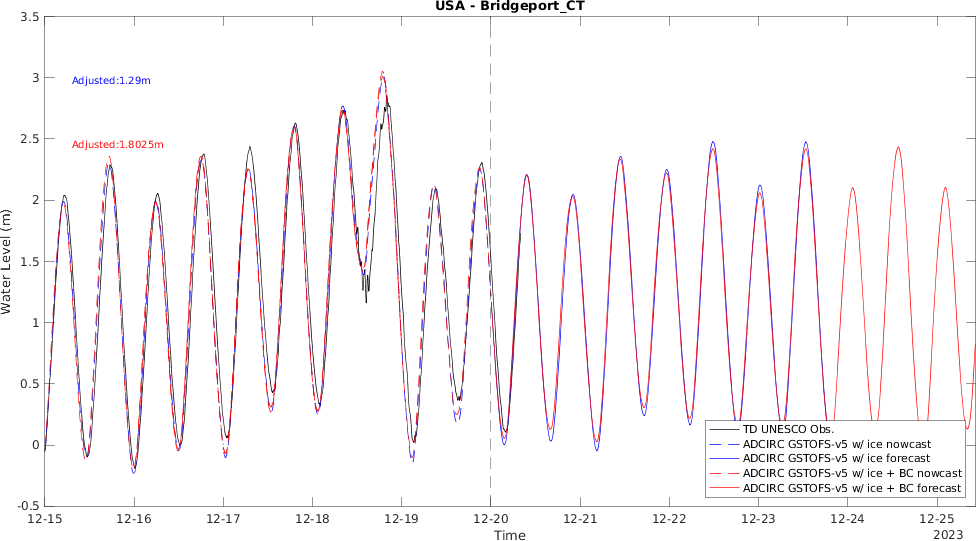 USA - Bridgeport_CT
3.5
3
2.5
2
1.5
1
0.5
0
-0.5
Water Level (m)
Adjusted:1.29m
Adjusted:1.8025m
TD UNESCO Obs.
ADCIRC GSTOFS-v5 w/ ice nowcast
ADCIRC GSTOFS-v5 w/ ice forecast
ADCIRC GSTOFS-v5 w/ ice + BC nowcast
ADCIRC GSTOFS-v5 w/ ice + BC forecast
12-15 12-16 12-17 12-18 12-19 12-20 12-21 12-22 12-23 12-24 12-25
Time
2023